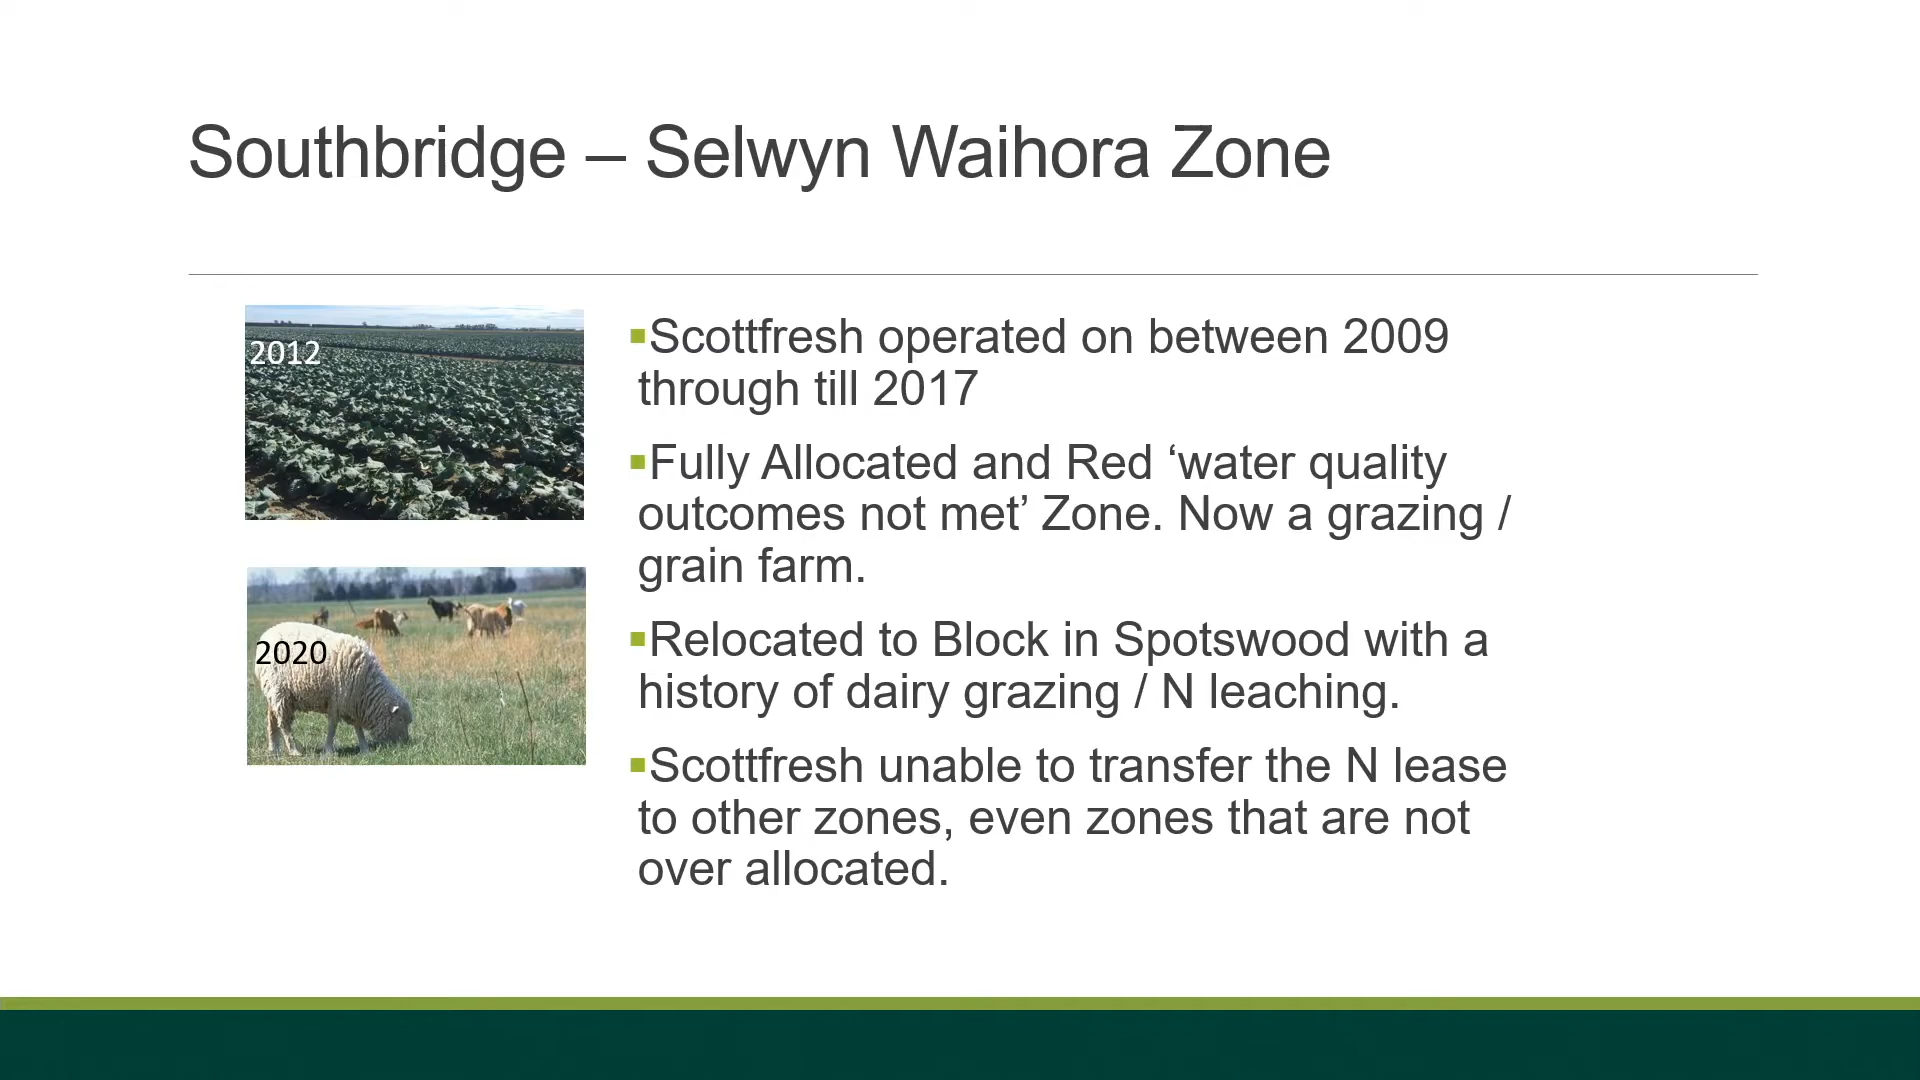 Southbridge – Selwyn Waihora Zone
2012
2020
▪Scottfresh operated on between 2009
through till 2017
▪Fully Allocated and Red ‘water quality
outcomes not met’ Zone. Now a grazing /
grain farm.
▪Relocated to Block in Spotswood with a
history of dairy grazing / N leaching.
▪Scottfresh unable to transfer the N lease
to other zones, even zones that are not
over allocated.